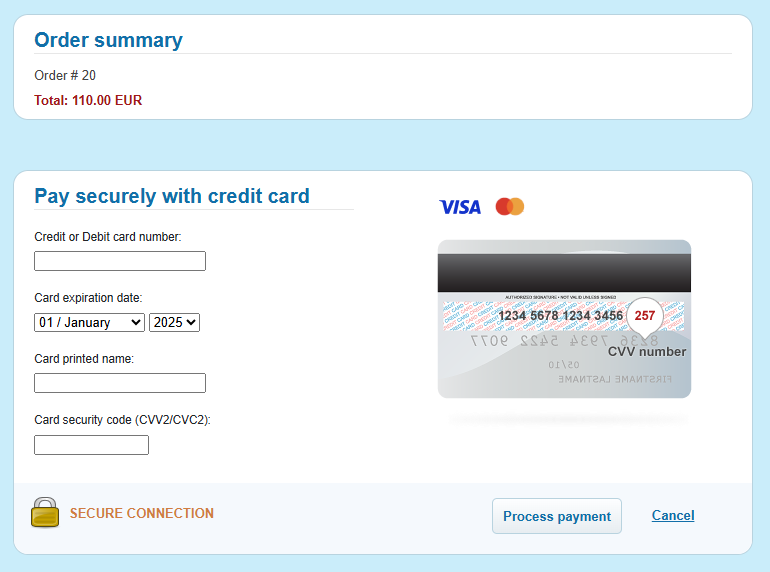 Order summary
Order # 20
Total: 110.00 EUR
Pay securely with credit card
VISA
Credit or Debit card number:
Card expiration date:
01 / January 2025
Card printed name:
Card security code (CVV2/CVC2):
AUTHORIZED SIGNATURE • NOT VALID UNLESS SIGNED
1234 5678 1234 3456 257
8236 7934 5422 9077
CVV number
05/10
FIRSTNAME LASTNAME
SECURE CONNECTION
Process payment
Cancel